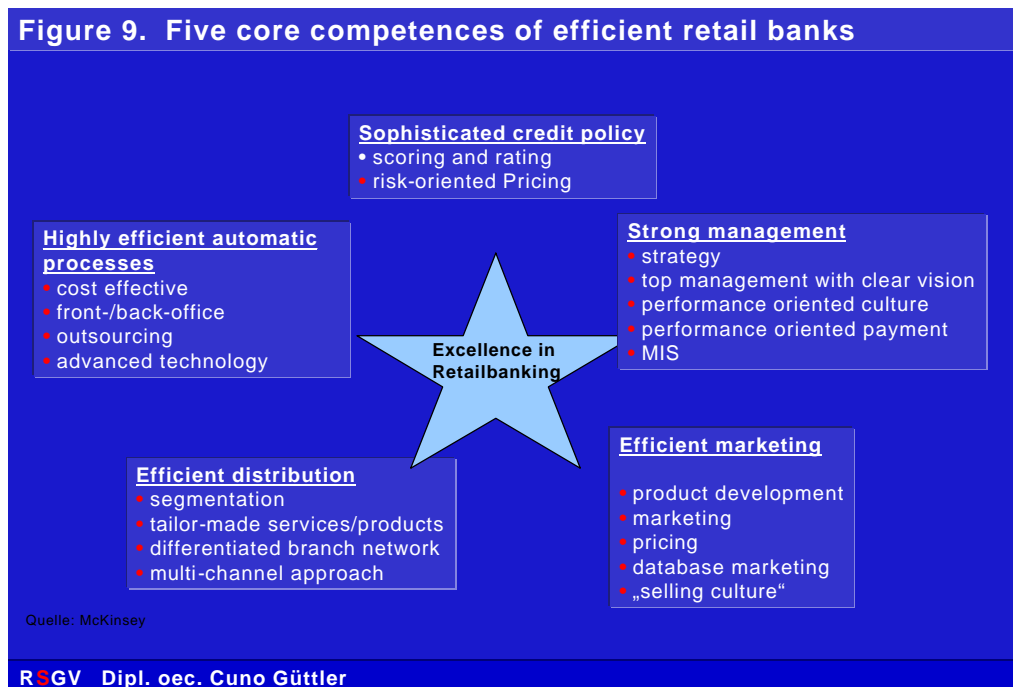 Figure 9. Five core competences of efficient retail banks
Sophisticated credit policy
• scoring and rating
• risk-oriented Pricing
Highly efficient automatic
processes
• cost effective
• front-/back-office
• outsourcing
• advanced technology
Strong management
• strategy
• top management with clear vision
• performance oriented culture
• performance oriented payment
• MIS
Excellence in
Retailbanking
Efficient distribution
• segmentation
• tailor-made services/products
• differentiated branch network
• multi-channel approach
Efficient marketing
• product development
• marketing
• pricing
• database marketing
• „selling culture“
Quelle: McKinsey
RSGV Dipl. oec. Cuno Güttler